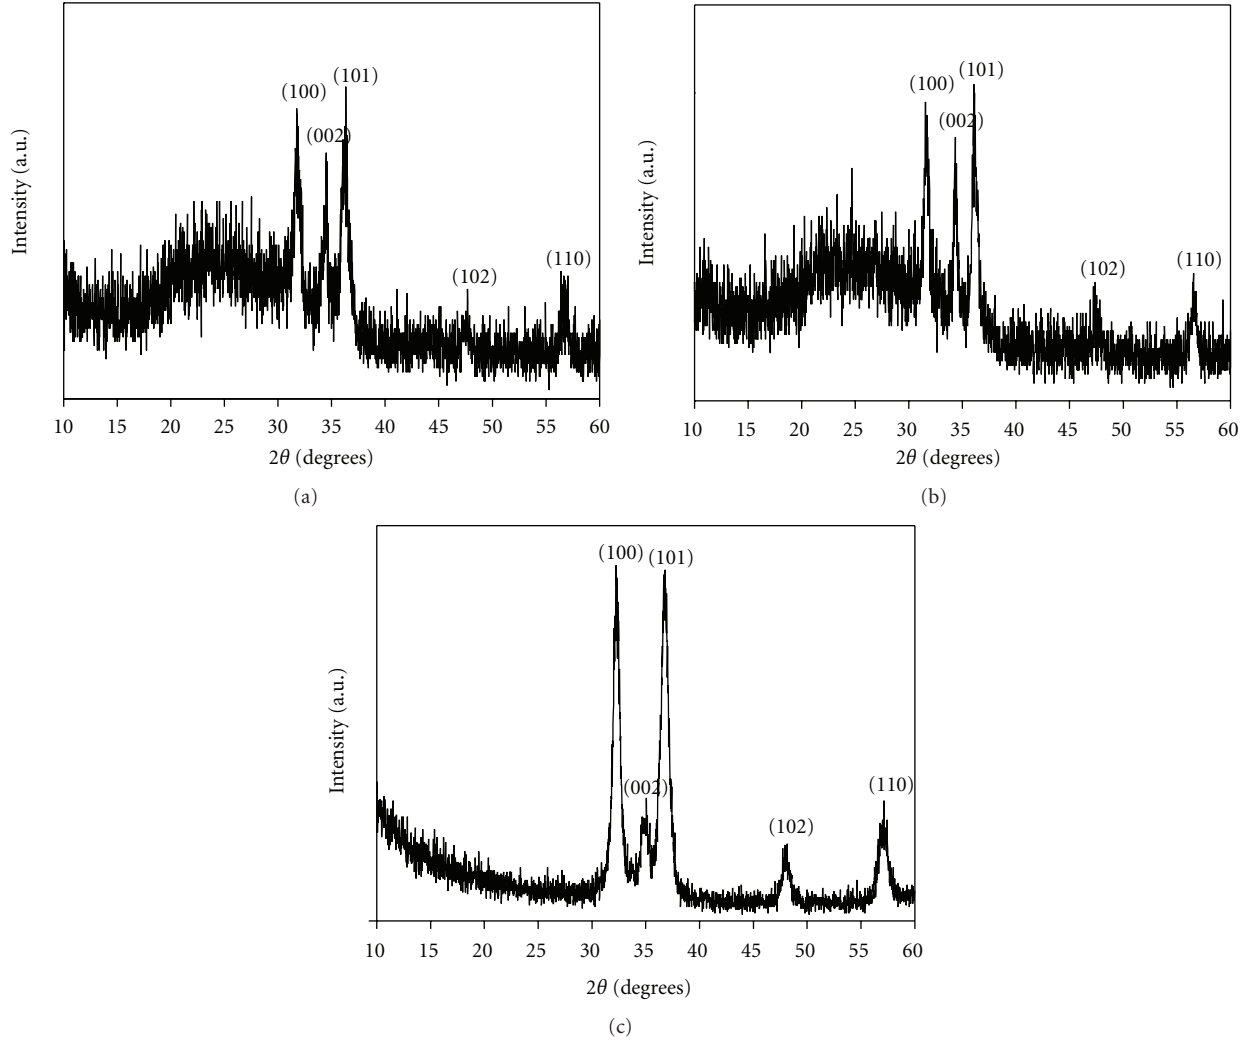 (101)
(100)
(002)
(110)
(102)
Intensity (a.u.)
10 15 20 25 30 35 40 45 50 55 60
2θ (degrees)
(a)
(101)
(100)
(002)
(110)
(102)
Intensity (a.u.)
10 15 20 25 30 35 40 45 50 55 60
2θ (degrees)
(b)
(100) (101)
(002)
(110)
(102)
Intensity (a.u.)
10 15 20 25 30 35 40 45 50 55 60
2θ (degrees)
(c)